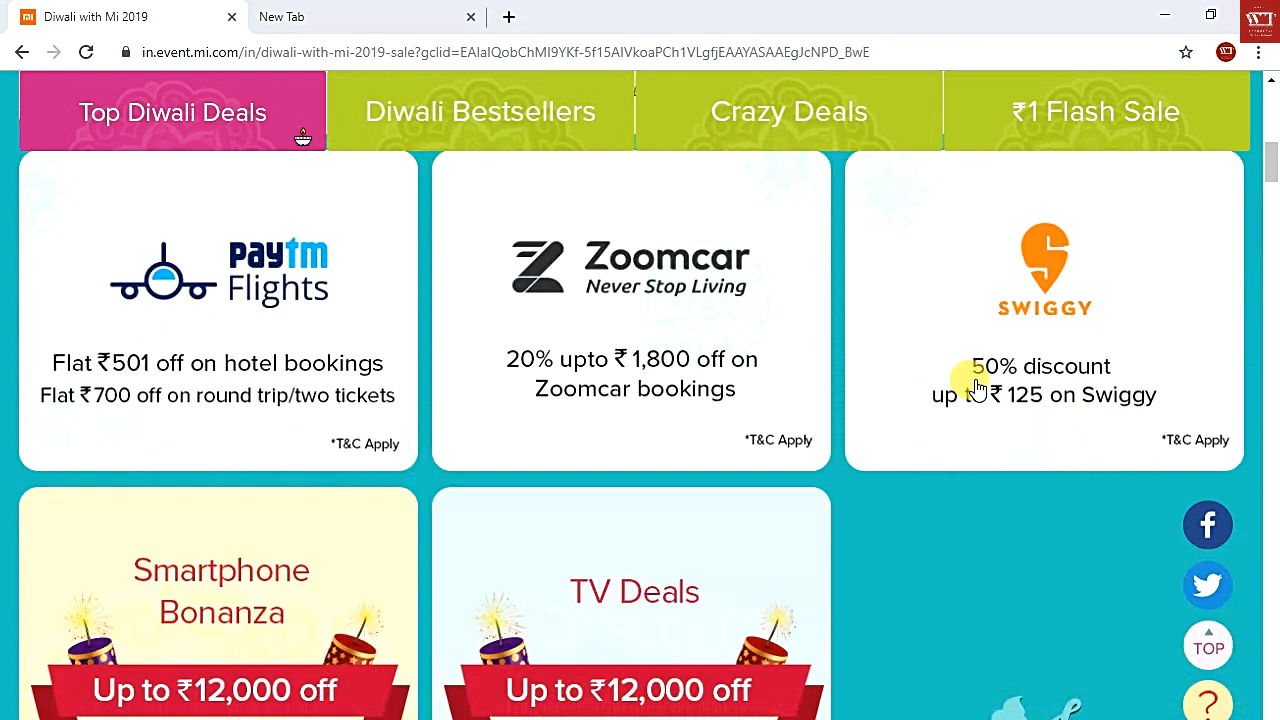 Diwali with Mi 2019
New Tab
in.event.mi.com/in/diwali-with-mi-2019-sale?gclid=EAIaIQobChMI9YKf-5f15AIVkoaPCh1VLgfjEAAYASAAEgJcNPD_BwE
Top Diwali Deals
Diwali Bestsellers
Crazy Deals
₹1 Flash Sale
paytm
Flights
Flat ₹501 off on hotel bookings
Flat ₹700 off on round trip/two tickets
*T&C Apply
Zoomcar
Never Stop Living
20% upto ₹1,800 off on
Zoomcar bookings
*T&C Apply
SWIGGY
50% discount
up to ₹ 125 on Swiggy
*T&C Apply
Smartphone
Bonanza
Up to ₹12,000 off
TV Deals
Up to ₹12,000 off
TOP
?